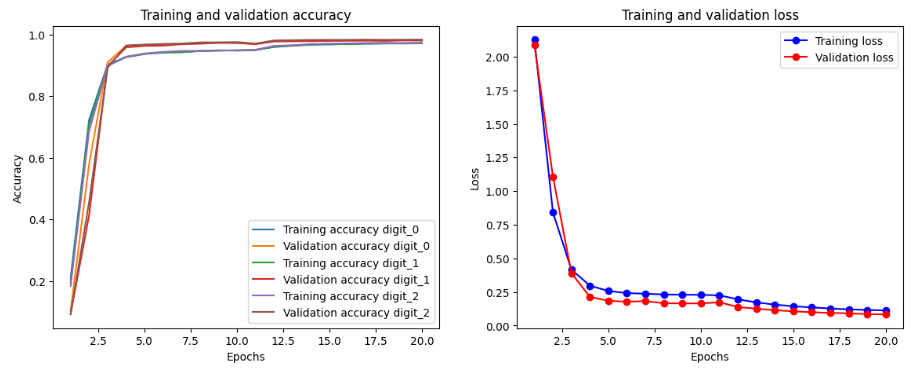 Training and validation accuracy
1.0
0.8
0.6
0.4
0.2
Accuracy
Training accuracy digit_0
Validation accuracy digit_0
Training accuracy digit_1
Validation accuracy digit_1
Training accuracy digit_2
Validation accuracy digit_2
2.5 5.0 7.5 10.0 12.5 15.0 17.5 20.0
Epochs
Training and validation loss
Training loss
Validation loss
2.00
1.75
1.50
1.25
1.00
0.75
0.50
0.25
0.00
Loss
2.5 5.0 7.5 10.0 12.5 15.0 17.5 20.0
Epochs